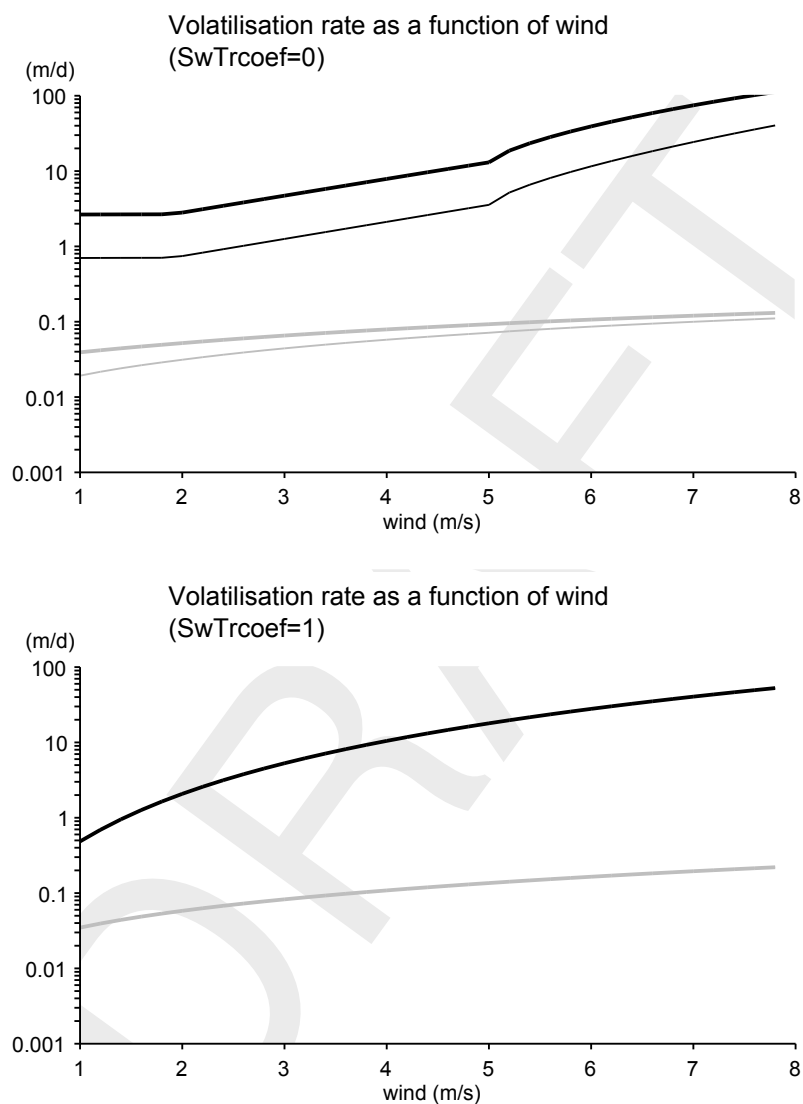 Volatilisation rate as a function of wind
(SwTrcoef=0)
(m/d)
100
10
1
0.1
0.01
0.001
1 2 3 4 5 6 7 8
wind (m/s)
Volatilisation rate as a function of wind
(SwTrcoef=1)
(m/d)
100
10
1
0.1
0.01
0.001
1 2 3 4 5 6 7 8
wind (m/s)
DRAFT